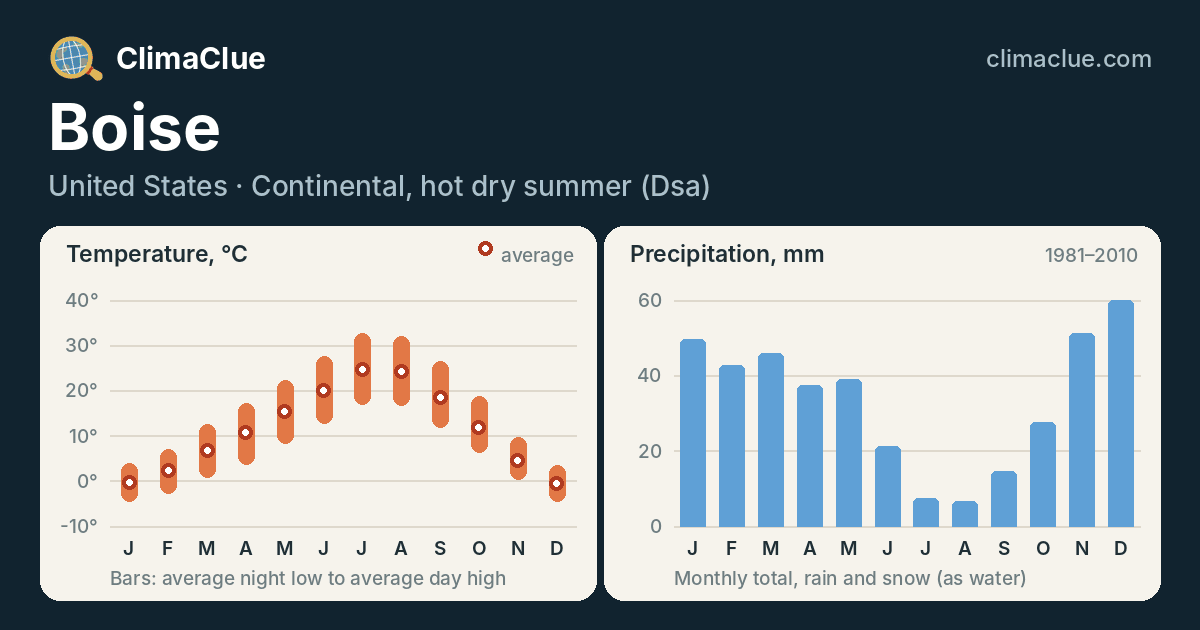 ClimaClue
climaclue.com
Boise
United States · Continental, hot dry summer (Dsa)
Temperature, °C
average
40°
30°
20°
10°
0°
-10°
J F M A M J J A S O N D
Bars: average night low to average day high
Precipitation, mm
1981–2010
60
40
20
0
J F M A M J J A S O N D
Monthly total, rain and snow (as water)